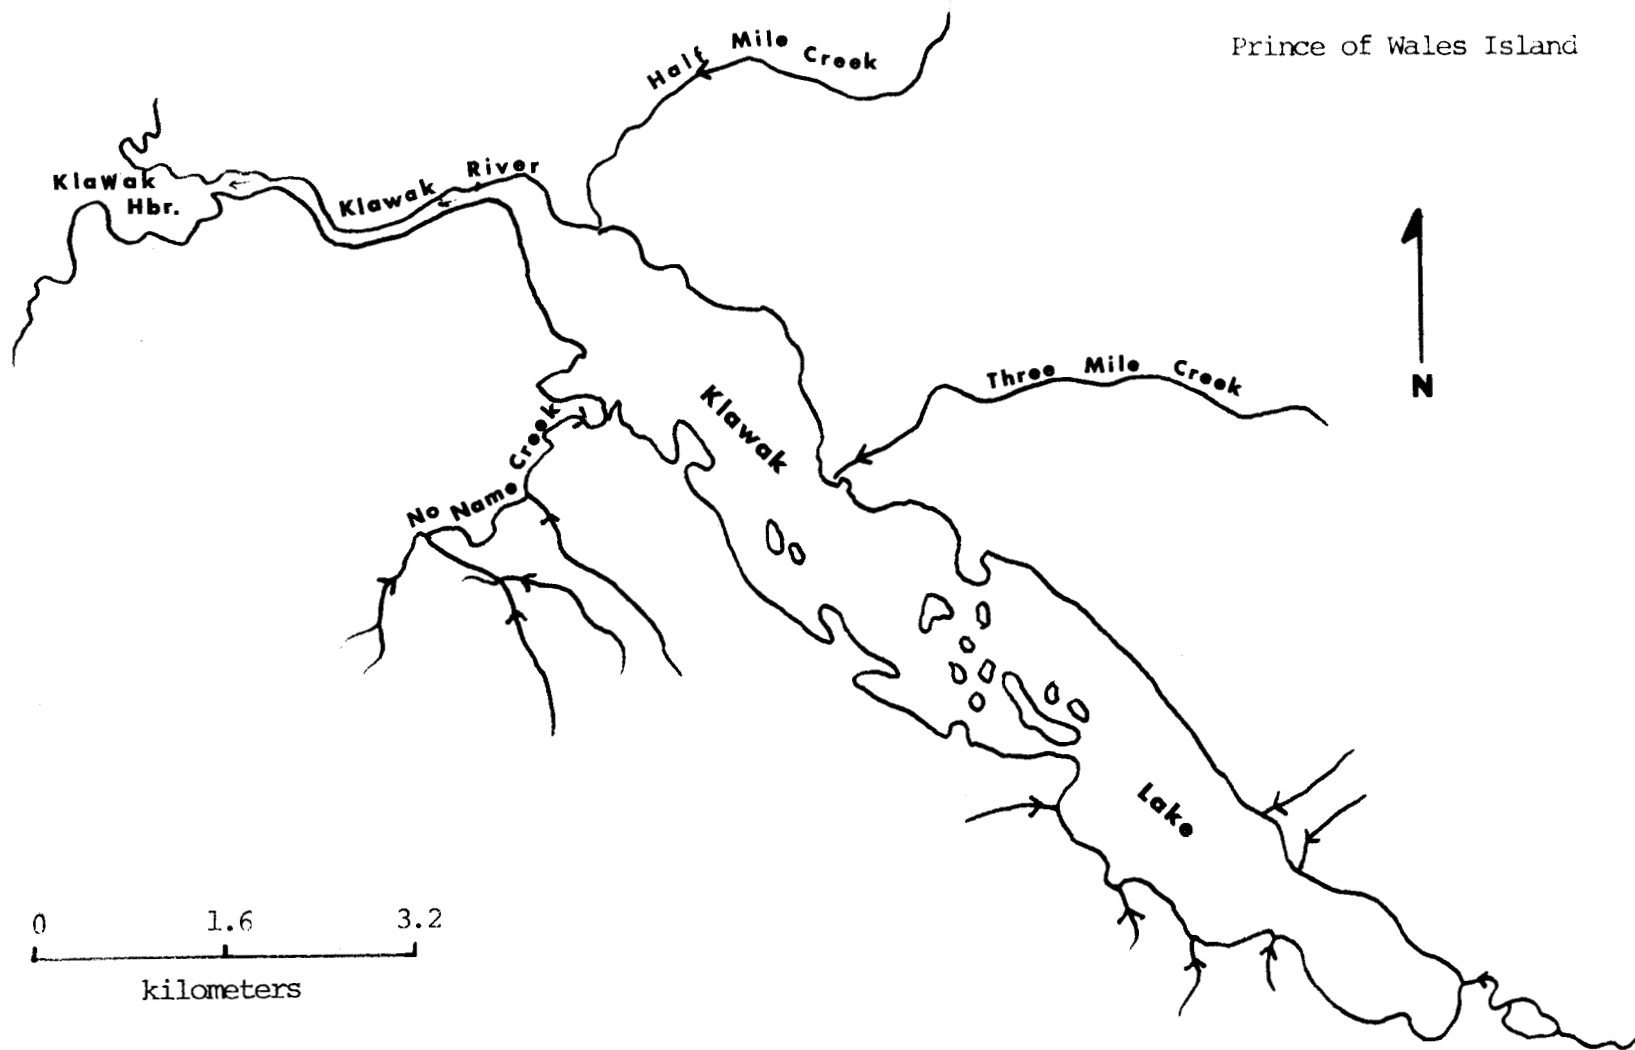 Prince of Wales Island
Half Mile Creek
KlaWak
Hbr.
Klawak River
Three Mile Creek
N
Klawak
No Name Creek
Lake
0 1.6 3.2
kilometers